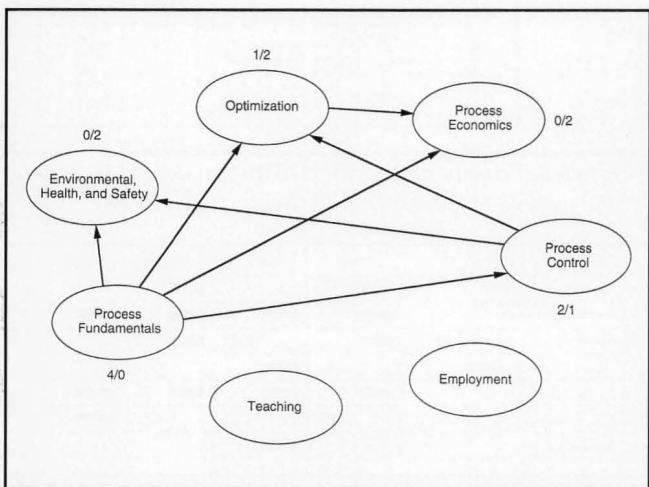 1/2
Optimization
Process
Economics
0/2
0/2
Environmental,
Health, and Safety
Process
Control
2/1
Process
Fundamentals
4/0
Employment
Teaching